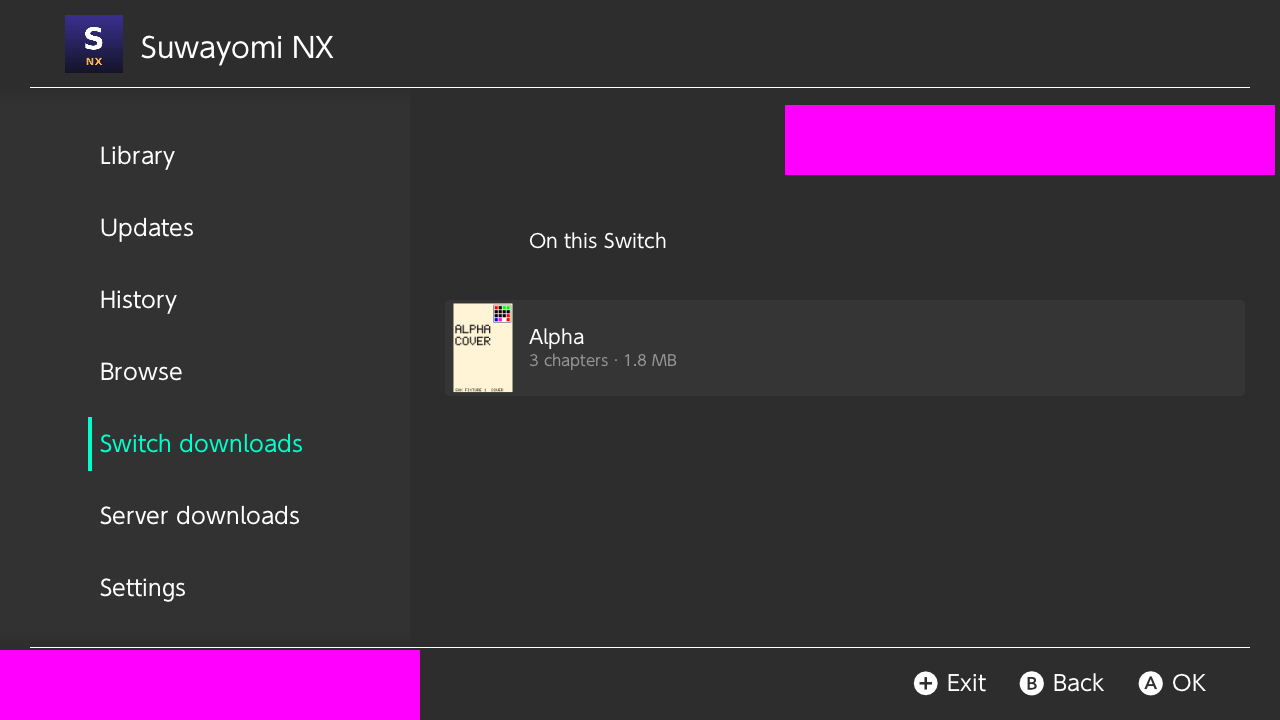 S
NX
Suwayomi NX
Library
Updates
History
Browse
Switch downloads
Server downloads
Settings
On this Switch
ALPHA
COVER
Alpha
3 chapters · 1.8 MB
Exit
B Back
A OK